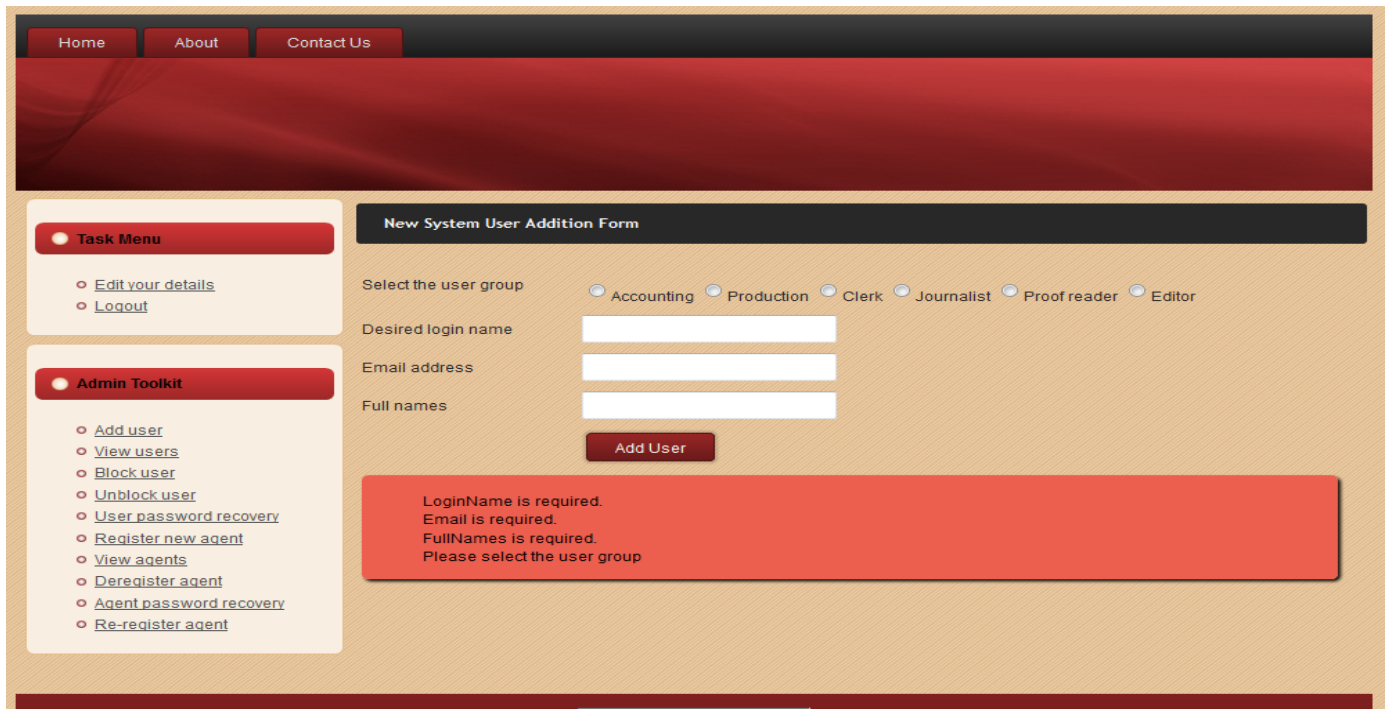 Home About Contact Us
Task Menu
Edit your details
Logout
Admin Toolkit
Add user
View users
Block user
Unblock user
User password recovery
Register new agent
View agents
Deregister agent
Agent password recovery
Re-register agent
New System User Addition Form
Select the user group Accounting Production Clerk Journalist Proof reader Editor
Desired login name
Email address
Full names
Add User
LoginName is required.
Email is required.
FullNames is required.
Please select the user group